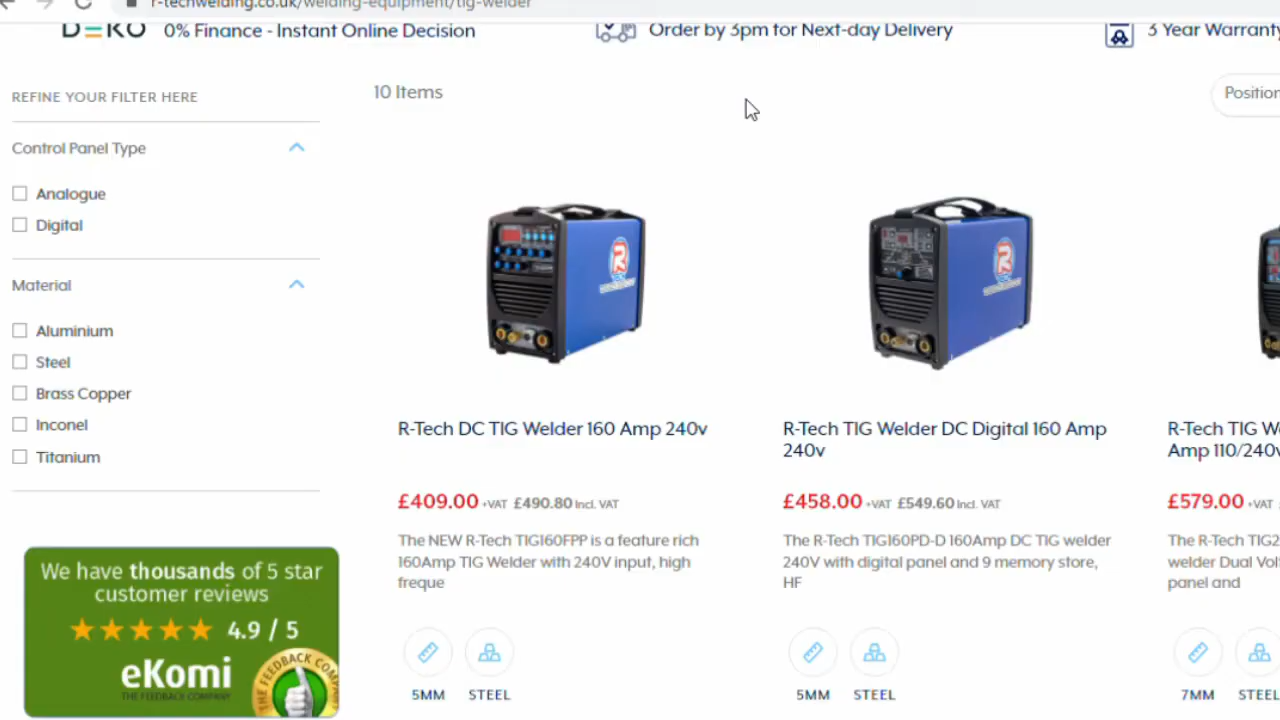 r-techwelding.co.uk/welding-equipment/tig-welder
DEKO 0% Finance - Instant Online Decision
Order by 3pm for Next-day Delivery
3 Year Warranty
REFINE YOUR FILTER HERE
10 Items
Position
Control Panel Type
Analogue
Digital
Material
Aluminium
Steel
Brass Copper
Inconel
Titanium
We have thousands of 5 star
customer reviews
4.9 / 5
eKomi
THE FEEDBACK COMPANY
THE FEEDBACK COMPA
R-Tech DC TIG Welder 160 Amp 240v
£409.00 +VAT £490.80 Incl. VAT
The NEW R-Tech TIG160FPP is a feature rich
160Amp TIG Welder with 240V input, high
freque
5MM STEEL
R-Tech TIG Welder DC Digital 160 Amp
240v
£458.00 +VAT £549.60 Incl. VAT
The R-Tech TIG160PD-D 160Amp DC TIG welder
240V with digital panel and 9 memory store,
HF
5MM STEEL
R-Tech TIG W
Amp 110/240v
£579.00 +VAT
The R-Tech TIG2
welder Dual Vol
panel and
7MM STEEL